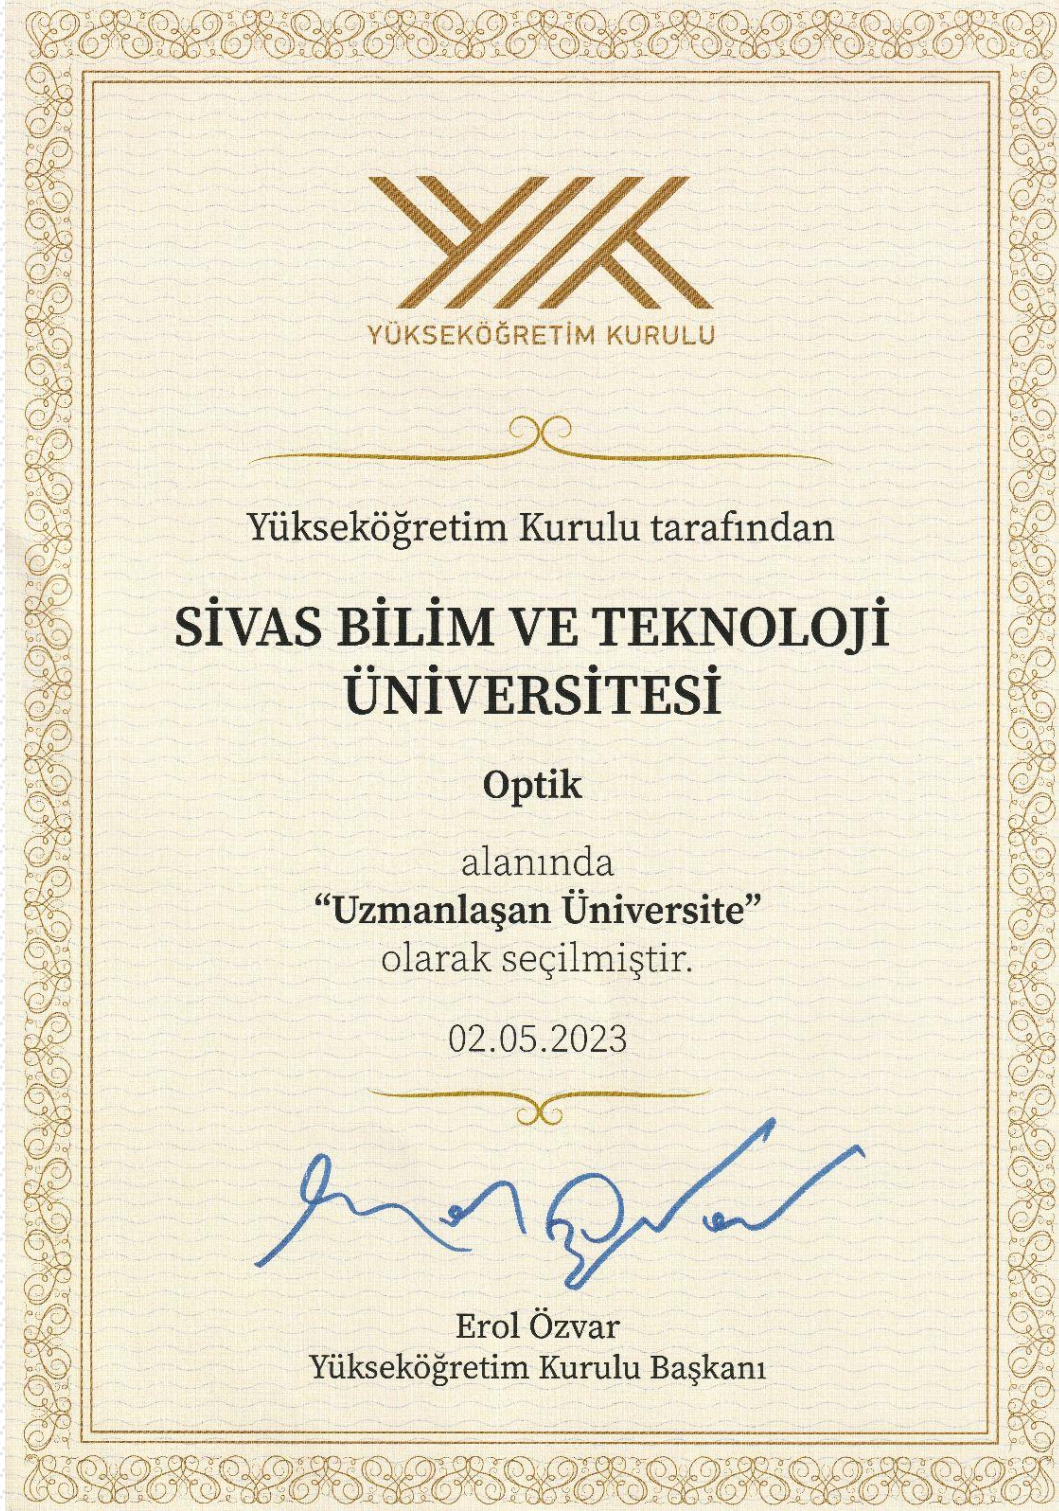 YÖK
YÜKSEKÖĞRETİM KURULU
Yükseköğretim Kurulu tarafından
SİVAS BİLİM VE TEKNOLOJİ
ÜNİVERSİTESİ
Optik
alanında
“Uzmanlaşan Üniversite”
olarak seçilmiştir.
02.05.2023
Erol Özvar
Yükseköğretim Kurulu Başkanı